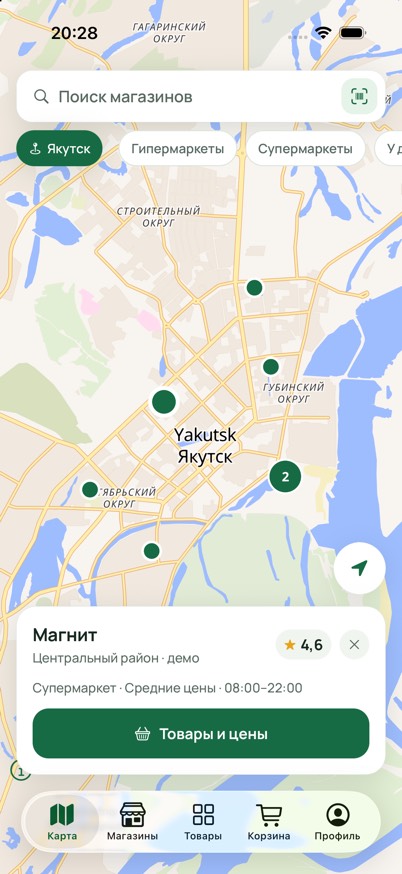 20:28
ГАГАРИНСКИЙ
ОКРУГ
Поиск магазинов
Якутск
Гипермаркеты
Супермаркеты
СТРОИТЕЛЬНЫЙ
ОКРУГ
ГУБИНСКИЙ
ОКРУГ
Yakutsk
Якутск
2
ЯБРЬСКИЙ
ОКРУГ
Магнит
4,6
Центральный район · демо
Супермаркет · Средние цены · 08:00–22:00
Товары и цены
1
Карта
Магазины
Товары
Корзина
Профиль